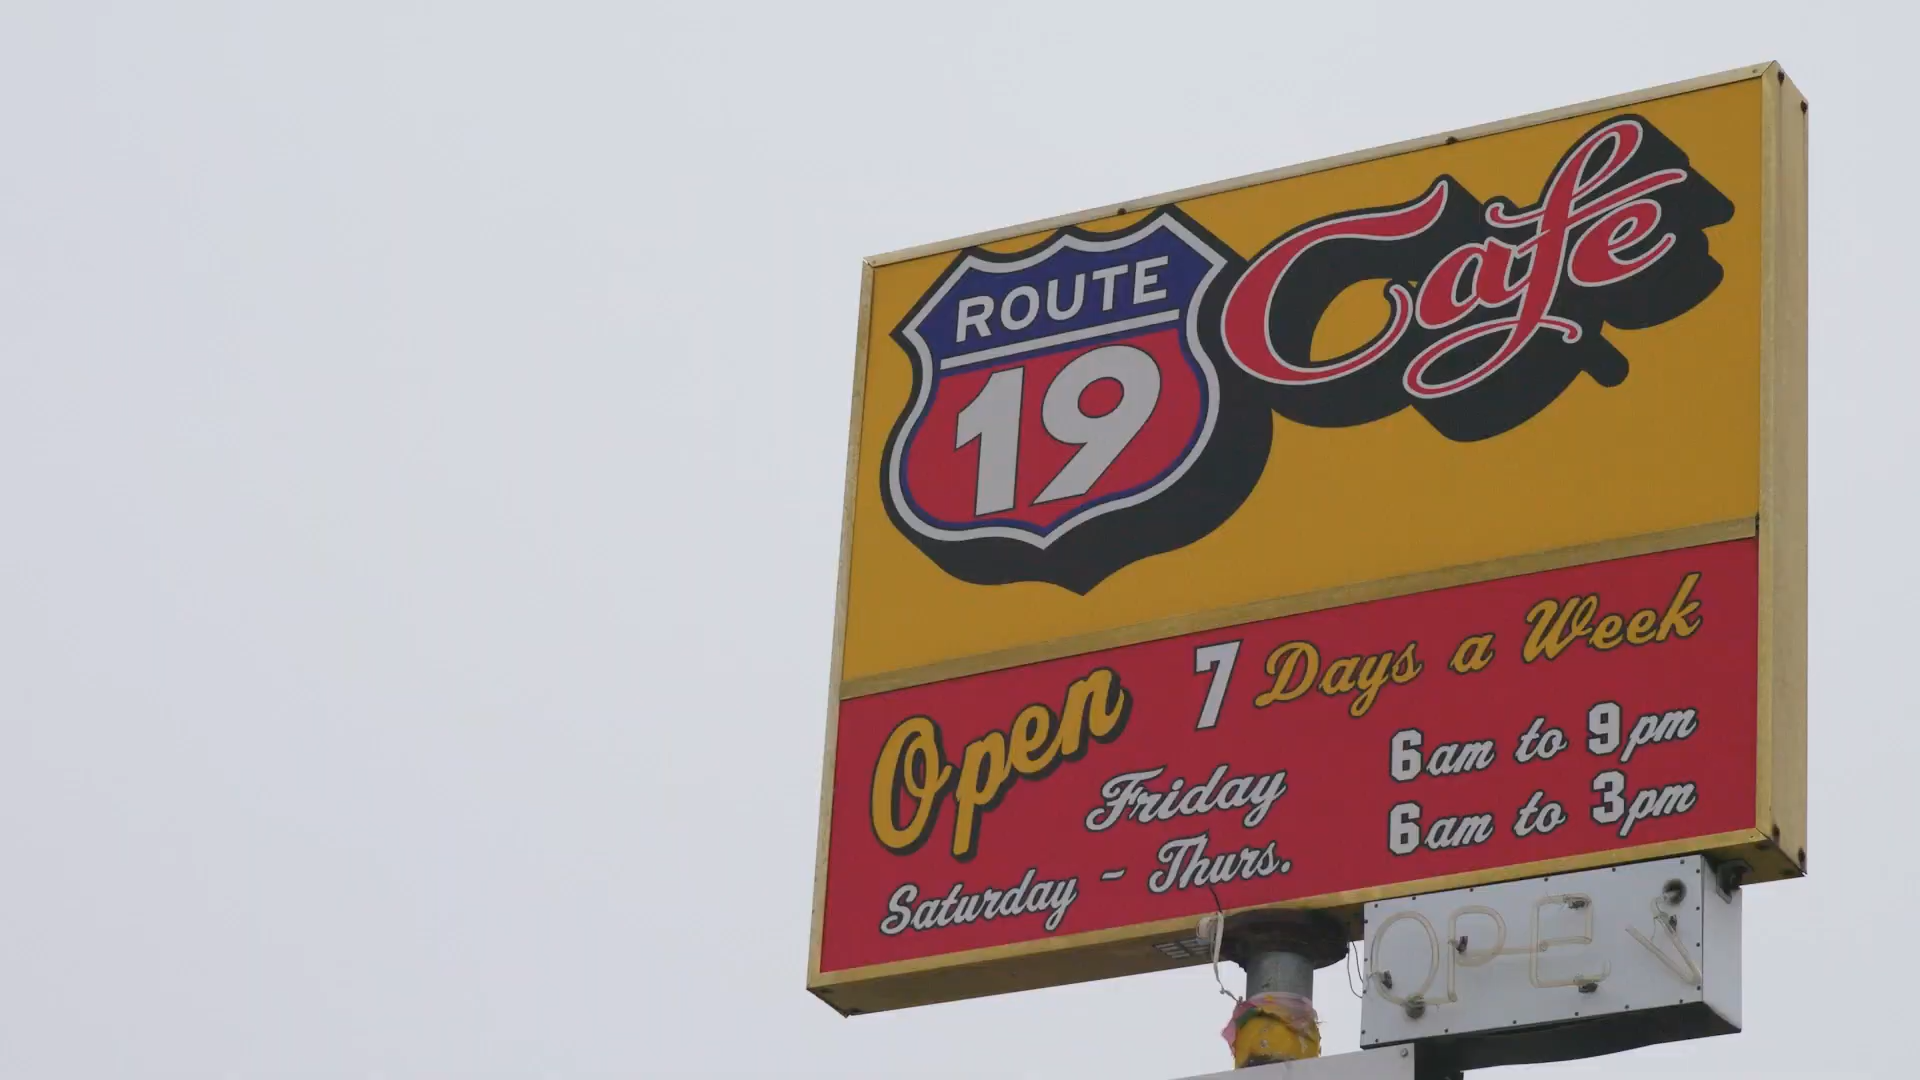 ROUTE
19
Cafe
Open 7 Days a Week
Friday 6am to 9pm
Saturday - Thurs. 6am to 3pm
OPEN